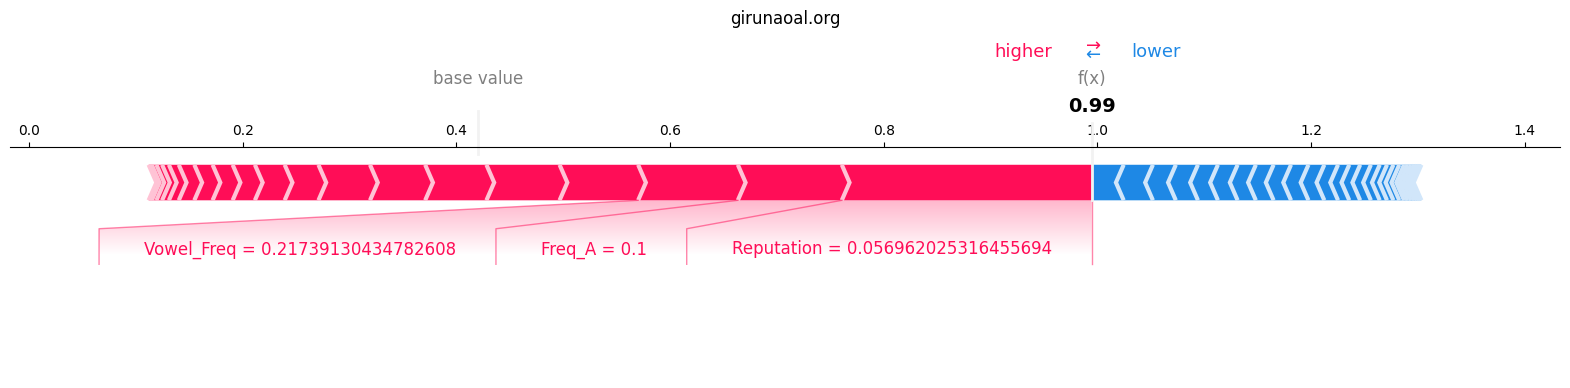 girunaoal.org
higher ⇄ lower
base value f(x)
0.99
0.0 0.2 0.4 0.6 0.8 1.0 1.2 1.4
Vowel_Freq = 0.21739130434782608 Freq_A = 0.1 Reputation = 0.056962025316455694